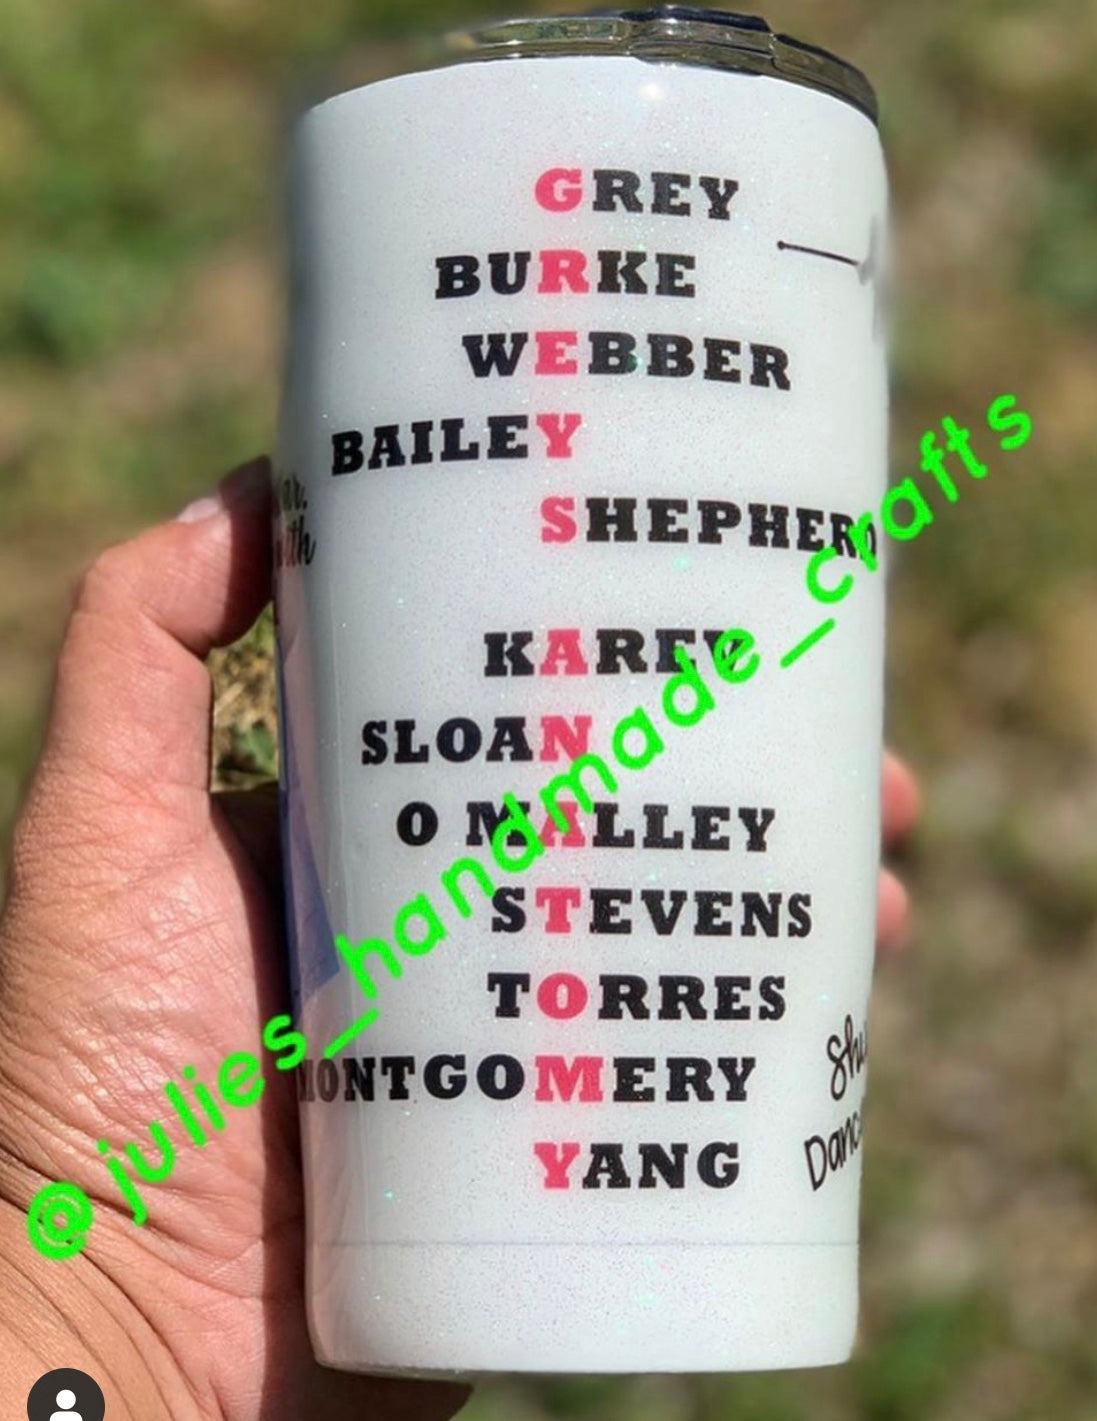 GREY
BURKE
WEBBER
BAILEY
SHEPHERD
KAREV
SLOAN
O MALLEY
STEVENS
TORRES
MONTGOMERY
YANG
@julies_handmade_crafts